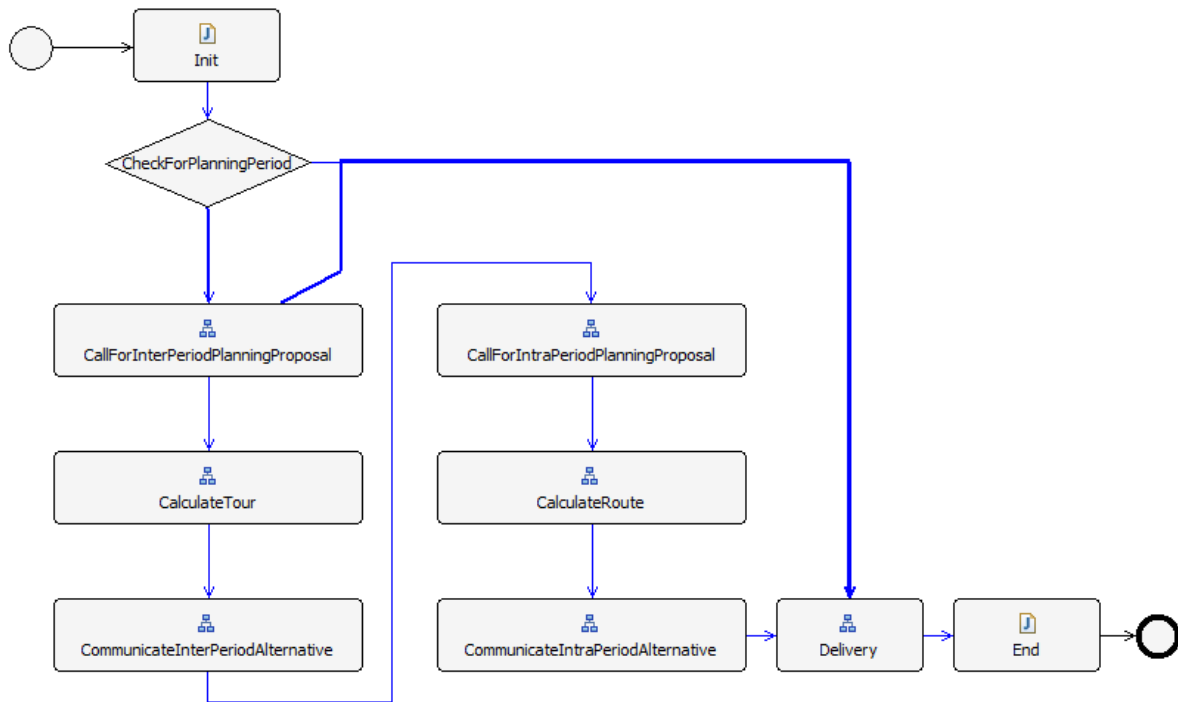 Init
CheckForPlanningPeriod
CallForInterPeriodPlanningProposal
CallForIntraPeriodPlanningProposal
CalculateTour
CalculateRoute
CommunicateInterPeriodAlternative
CommunicateIntraPeriodAlternative
Delivery
End